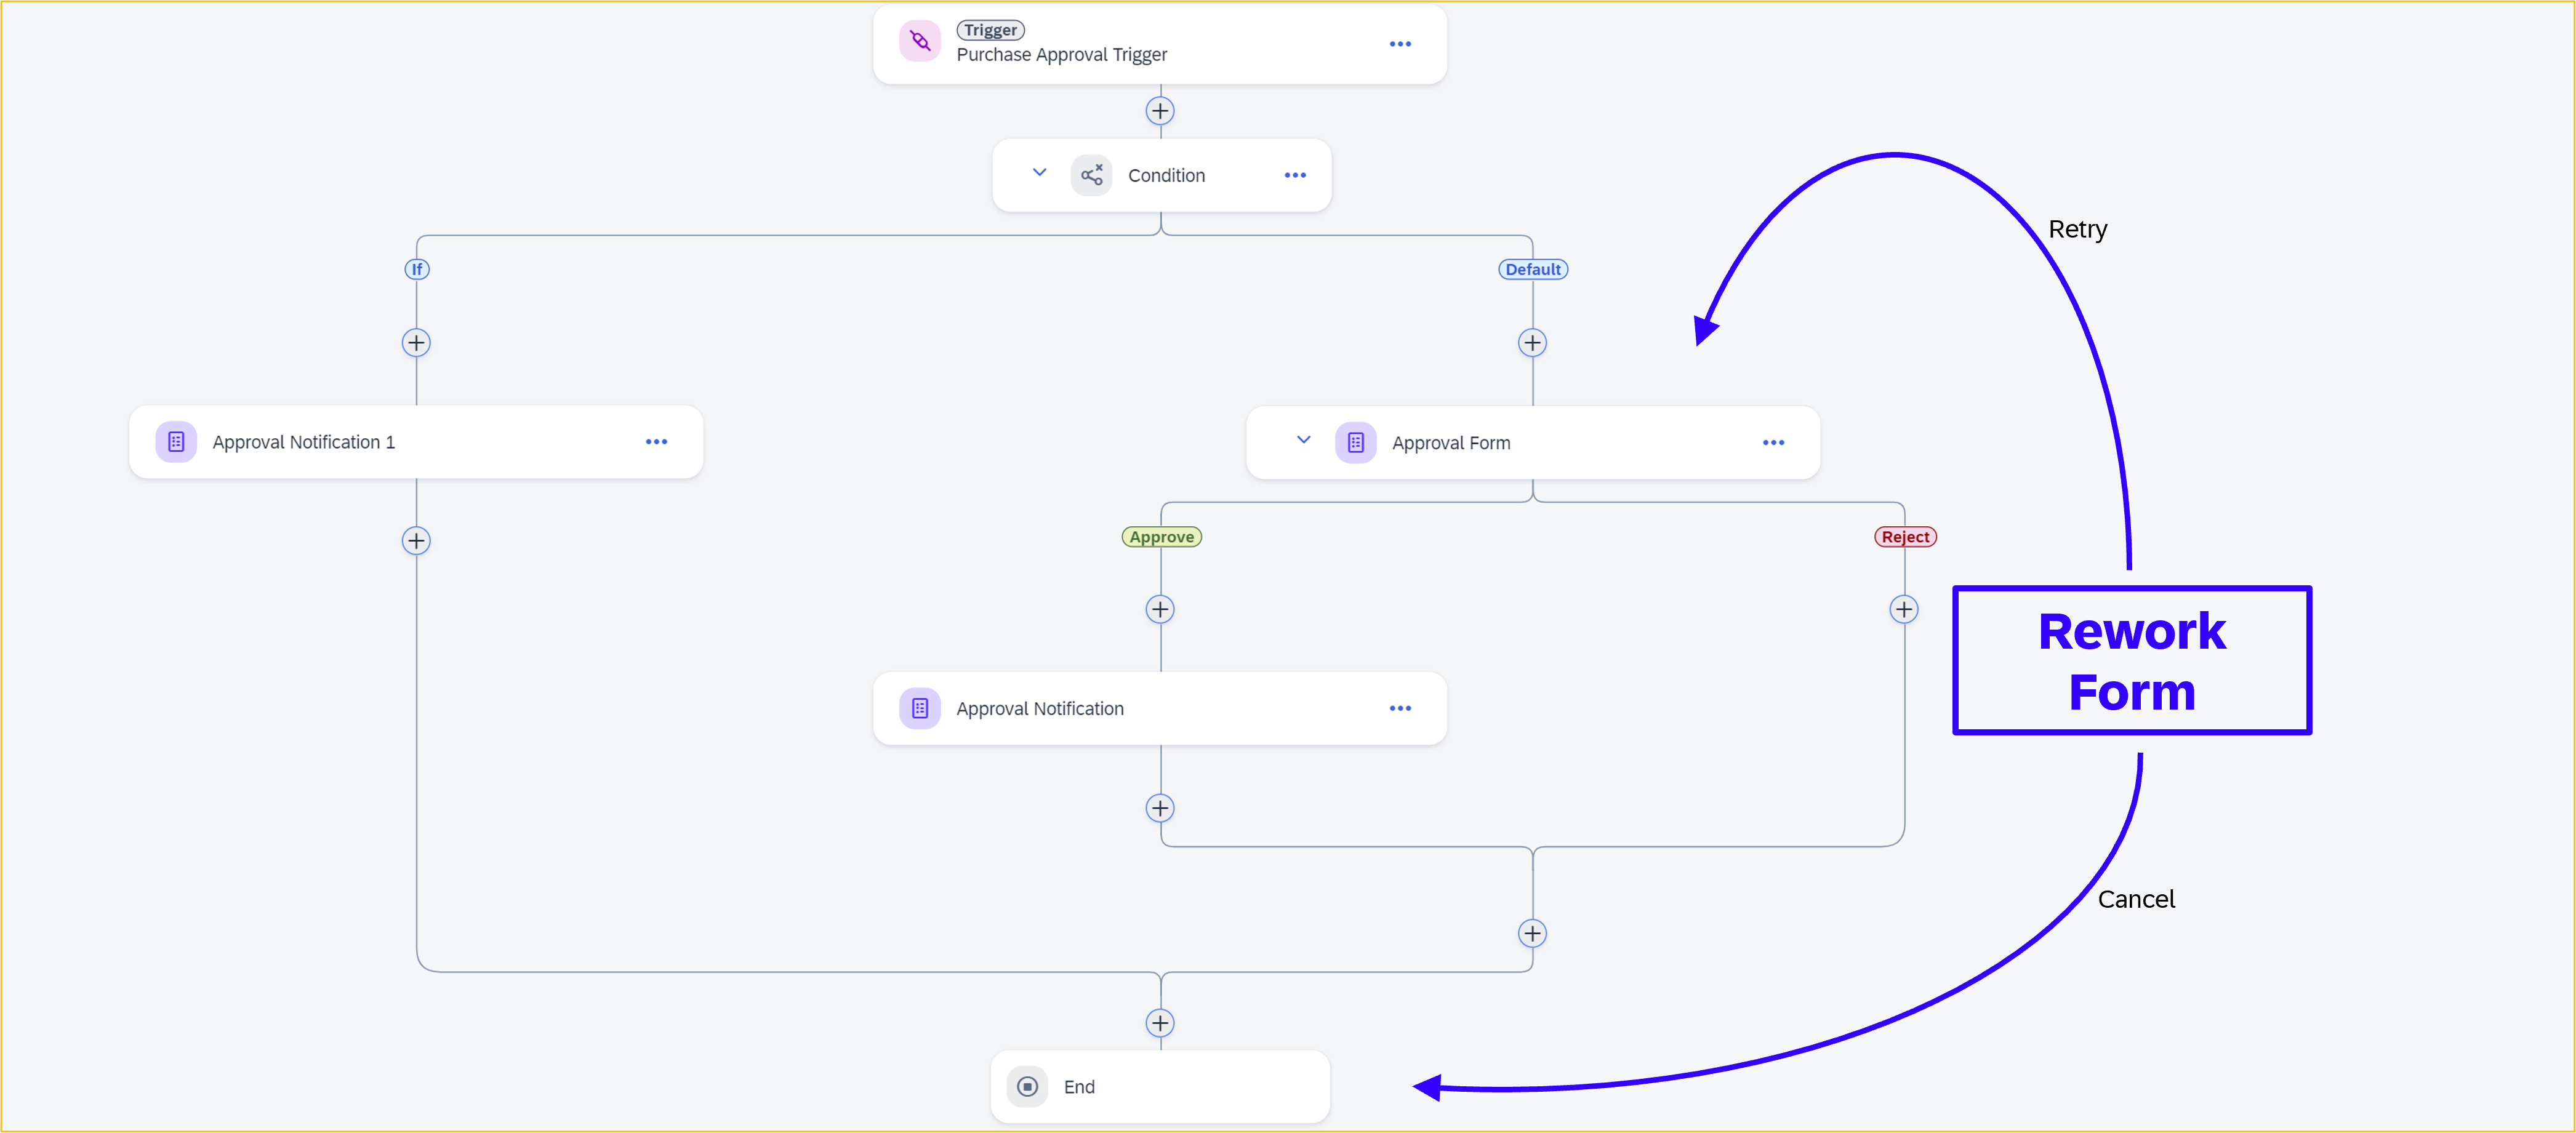 Trigger
Purchase Approval Trigger
Condition
Retry
If
Default
Approval Notification 1
Approval Form
Approve
Reject
Rework
Form
Approval Notification
Cancel
End